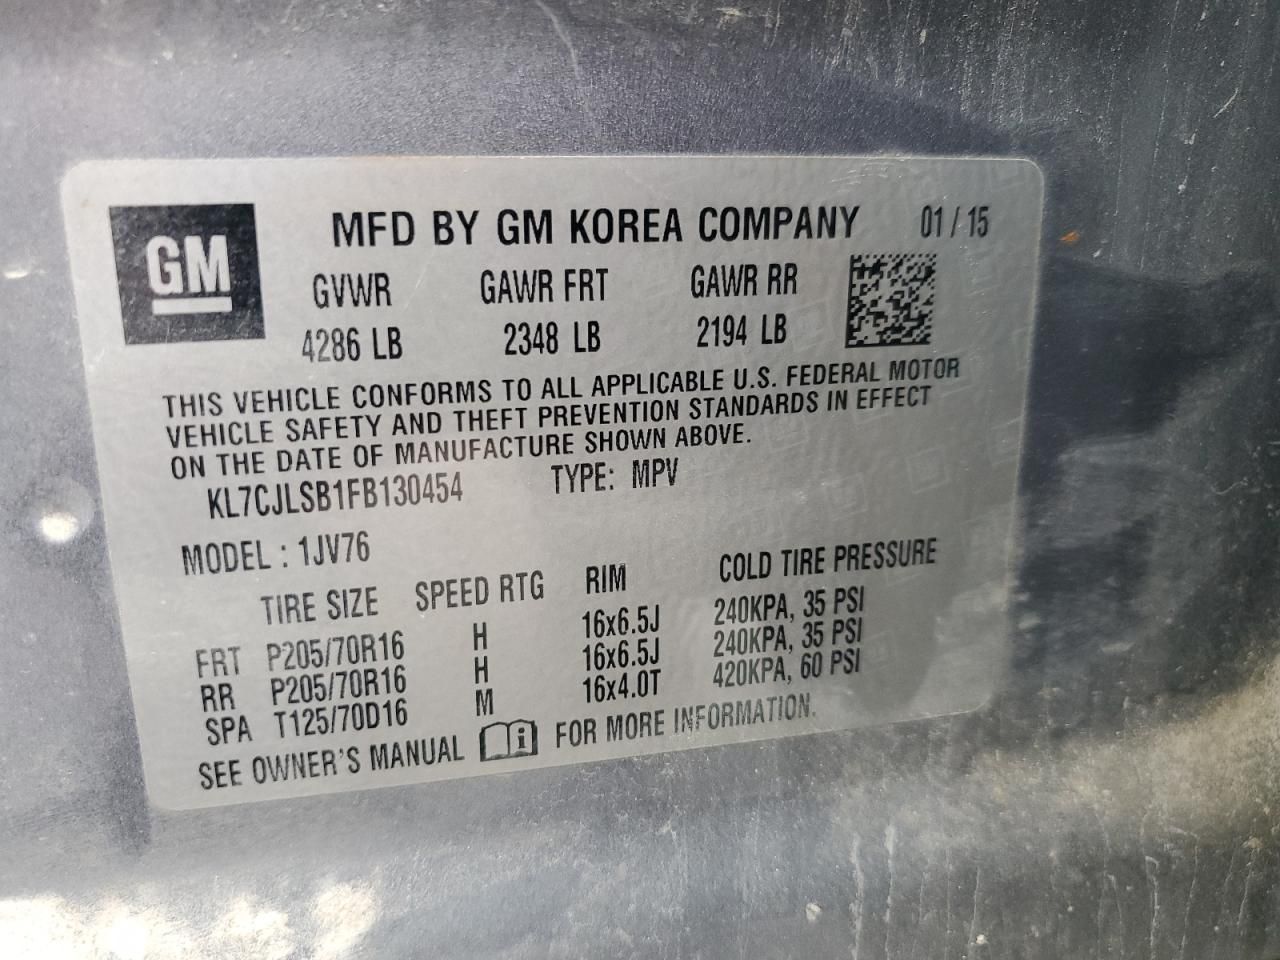 GM
MFD BY GM KOREA COMPANY 01 / 15
GVWR GAWR FRT GAWR RR
4286 LB 2348 LB 2194 LB
THIS VEHICLE CONFORMS TO ALL APPLICABLE U.S. FEDERAL MOTOR
VEHICLE SAFETY AND THEFT PREVENTION STANDARDS IN EFFECT
ON THE DATE OF MANUFACTURE SHOWN ABOVE.
KL7CJLSB1FB130454 TYPE: MPV
MODEL : 1JV76
TIRE SIZE SPEED RTG RIM COLD TIRE PRESSURE
FRT P205/70R16 H 16x6.5J 240KPA, 35 PSI
RR P205/70R16 H 16x6.5J 240KPA, 35 PSI
SPA T125/70D16 M 16x4.0T 420KPA, 60 PSI
SEE OWNER'S MANUAL i FOR MORE INFORMATION.